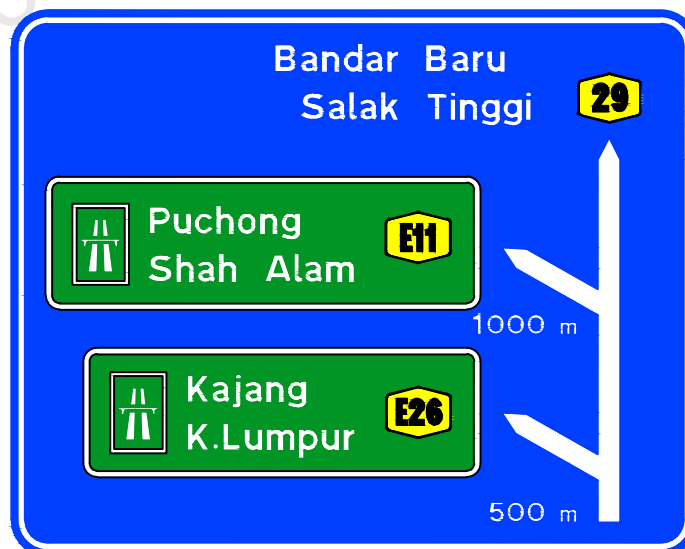 Bandar Baru
Salak Tinggi
29
Puchong
Shah Alam
E11
1000 m
Kajang
K.Lumpur
E26
500 m